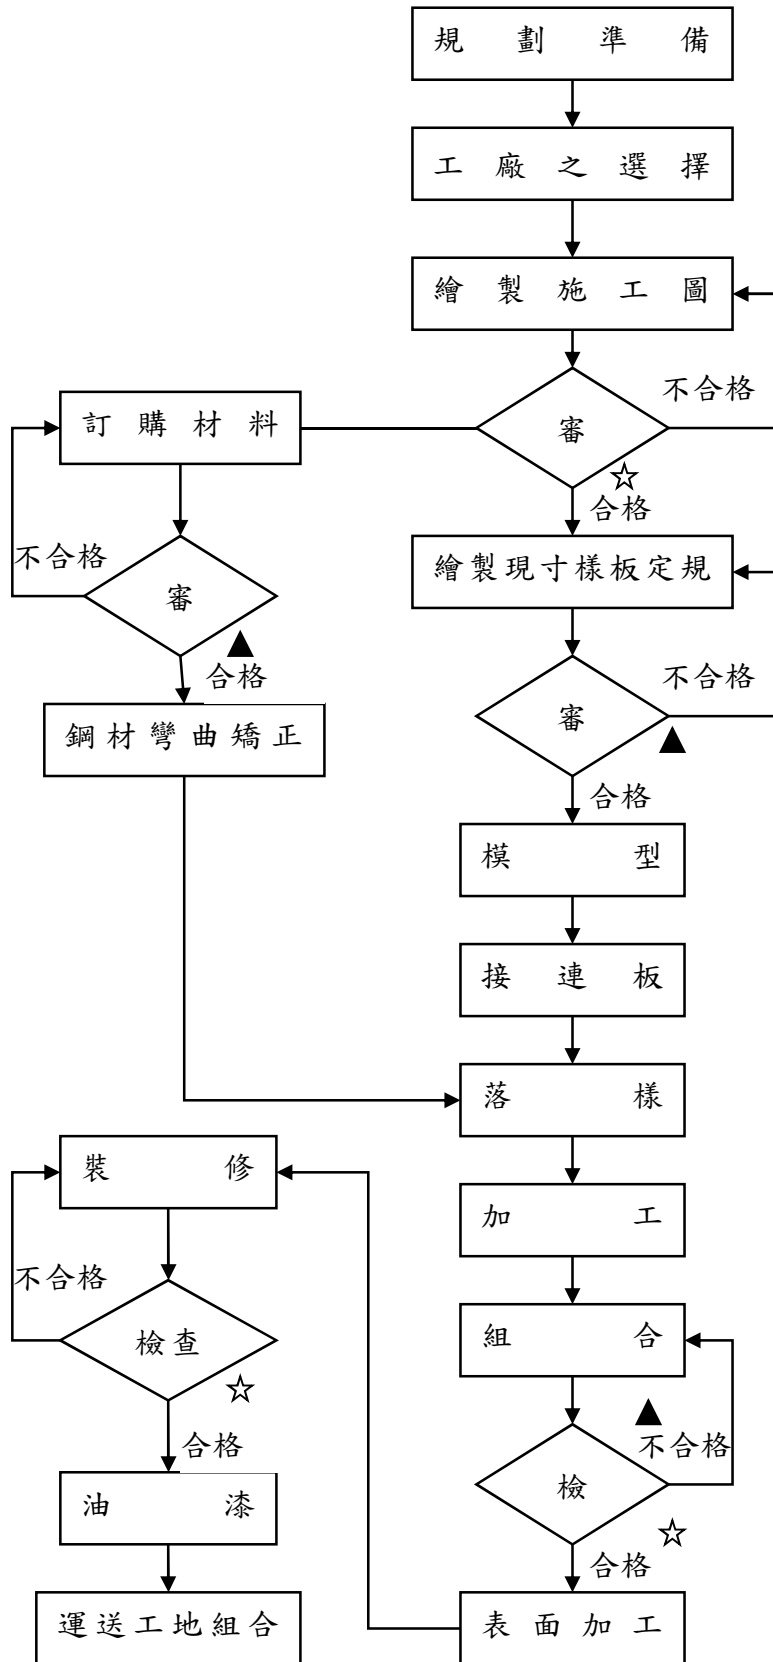 規劃準備
工廠之選擇
繪製施工圖
不合格
訂購材料
審
☆
合格
不合格
繪製現寸樣板定規
審
▲
合格
不合格
鋼材彎曲矯正
審
▲
合格
模型
接連板
落樣
裝修
加工
不合格
組合
檢查
☆
▲
合格
不合格
油漆
檢
☆
合格
運送工地組合
表面加工